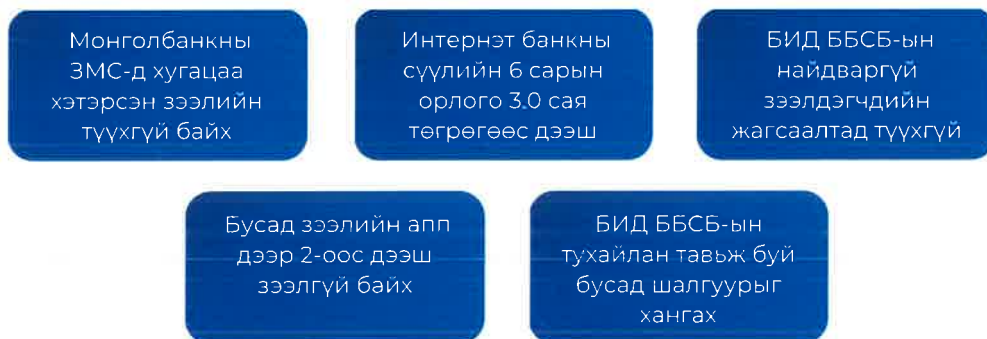 Монголбанкны
ЗМС-д хугацаа
хэтэрсэн зээлийн
түүхгүй байх
Интернэт банкны
сүүлийн 6 сарын
орлого 3.0 сая
төгрөгөөс дээш
БИД ББСБ-ын
найдваргүй
зээлдэгчдийн
жагсаалтад түүхгүй
Бусад зээлийн апп
дээр 2-оос дээш
зээлгүй байх
БИД ББСБ-ын
тухайлан тавьж буй
бусад шалгуурыг
хангах